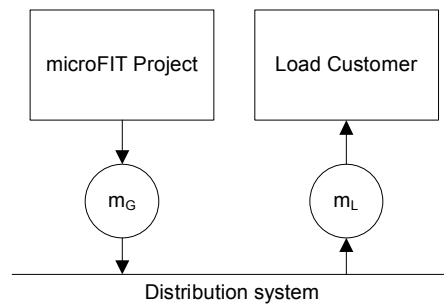 microFIT Project
Load Customer
mG
mL
Distribution system